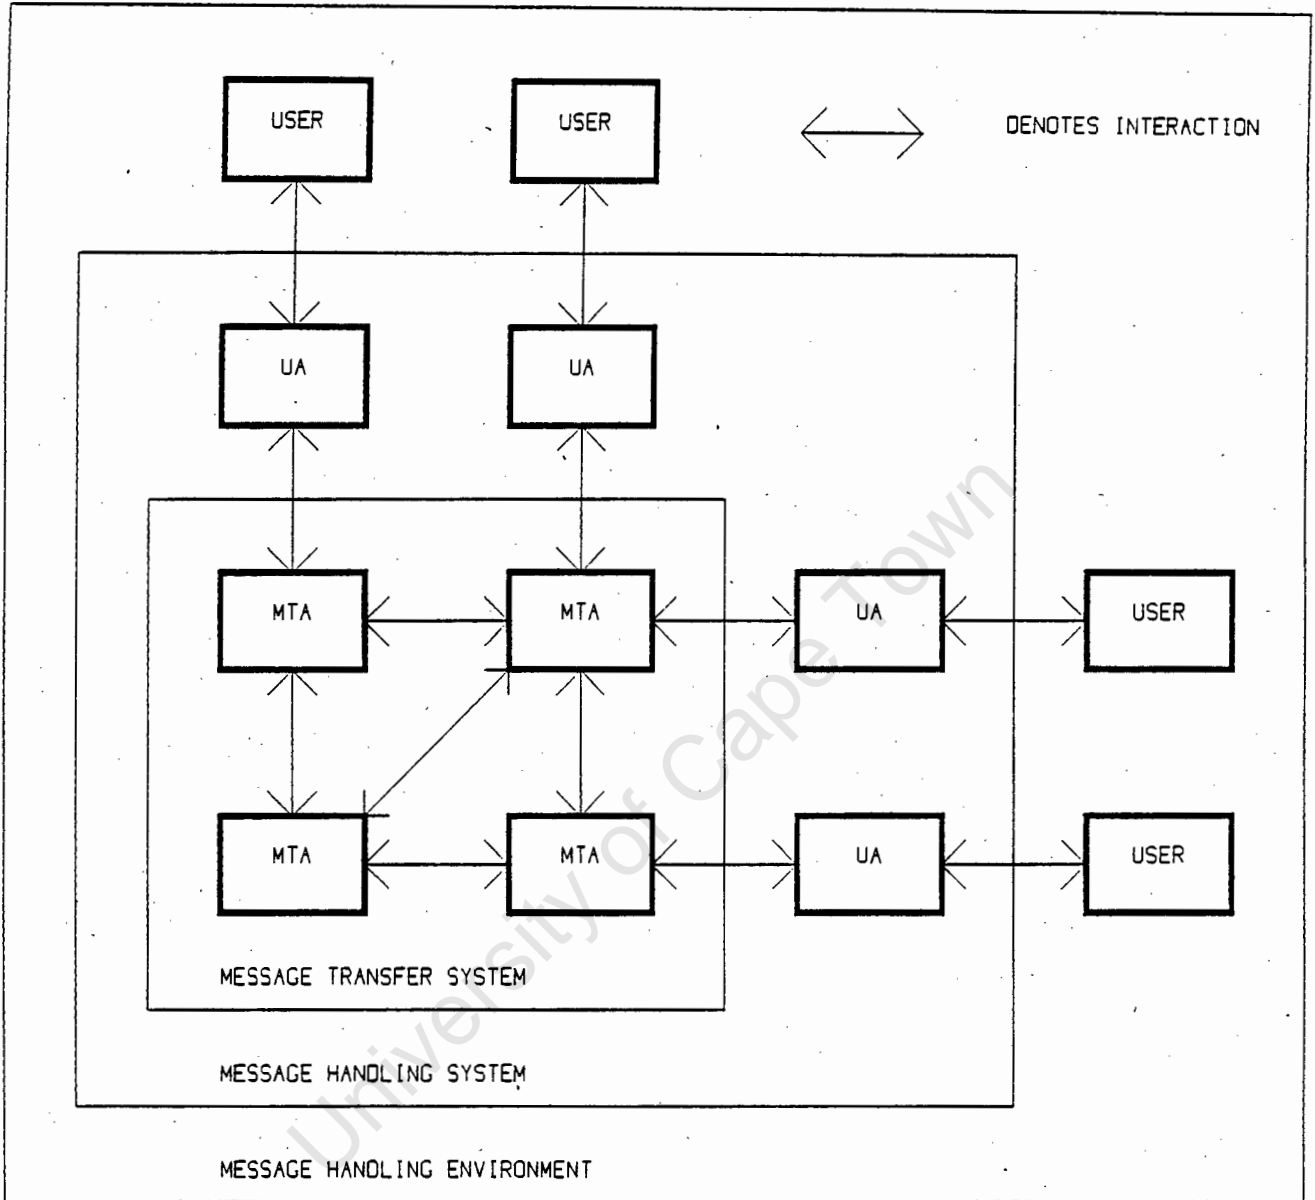 USER USER DENOTES INTERACTION
UA UA
MTA MTA UA USER
MTA MTA UA USER
MESSAGE TRANSFER SYSTEM
MESSAGE HANDLING SYSTEM
MESSAGE HANDLING ENVIRONMENT
University of Cape Town